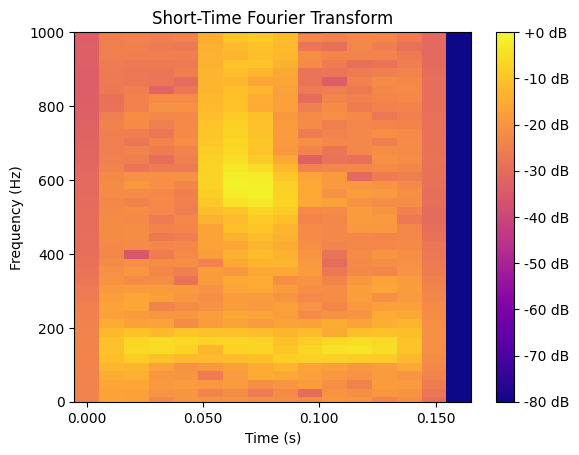 Short-Time Fourier Transform
1000
800
600
400
200
0
Frequency (Hz)
0.000
0.050
0.100
0.150
Time (s)
+0 dB
-10 dB
-20 dB
-30 dB
-40 dB
-50 dB
-60 dB
-70 dB
-80 dB